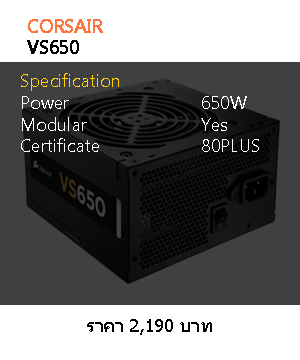 CORSAIR
VS650
Specification
Power 650W
Modular Yes
Certificate 80PLUS
VS650
ราคา 2,190 บาท